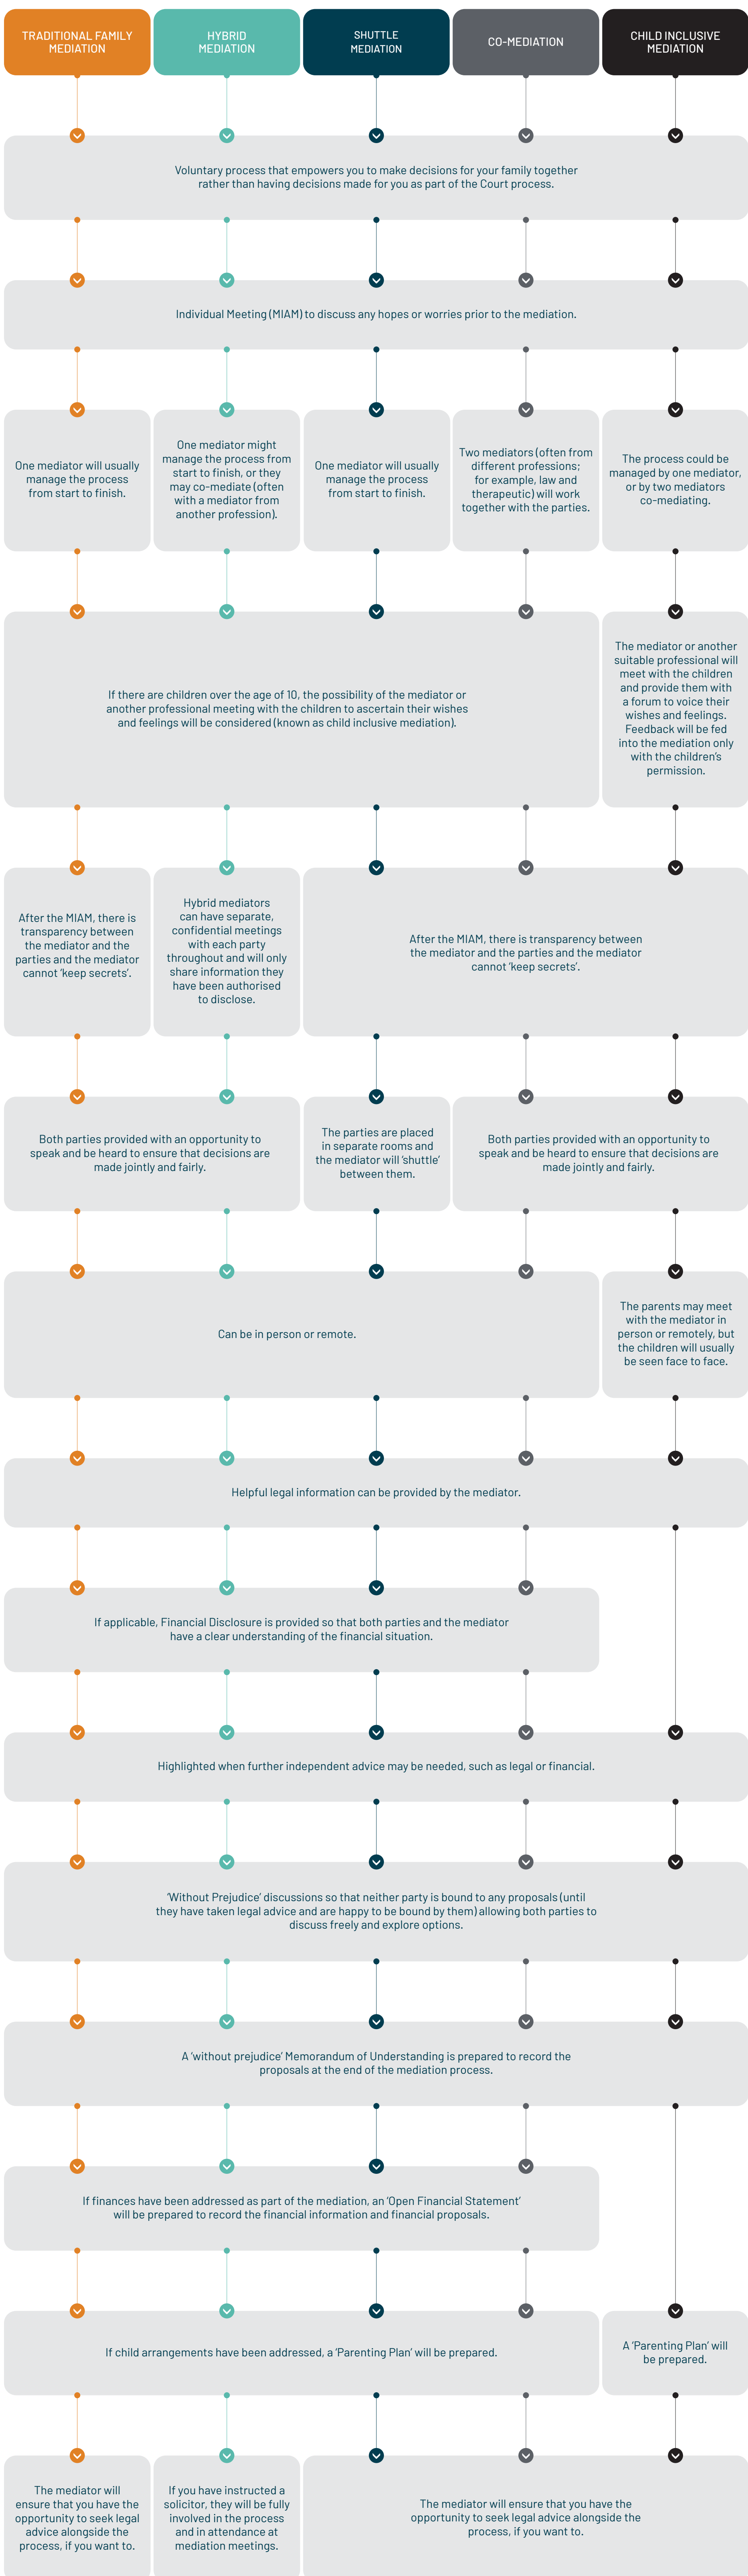 TRADITIONAL FAMILY
MEDIATION
HYBRID
MEDIATION
SHUTTLE
MEDIATION
CO-MEDIATION
CHILD INCLUSIVE
MEDIATION
Voluntary process that empowers you to make decisions for your family together
rather than having decisions made for you as part of the Court process.
Individual Meeting (MIAM) to discuss any hopes or worries prior to the mediation.
One mediator will usually
manage the process
from start to finish.
One mediator might
manage the process from
start to finish, or they
may co-mediate (often
with a mediator from
another profession).
One mediator will usually
manage the process
from start to finish.
Two mediators (often from
different professions;
for example, law and
therapeutic) will work
together with the parties.
The process could be
managed by one mediator,
or by two mediators
co-mediating.
If there are children over the age of 10, the possibility of the mediator or
another professional meeting with the children to ascertain their wishes
and feelings will be considered (known as child inclusive mediation).
The mediator or another
suitable professional will
meet with the children
and provide them with
a forum to voice their
wishes and feelings.
Feedback will be fed
into the mediation only
with the children's
permission.
After the MIAM, there is
transparency between
the mediator and the
parties and the mediator
cannot 'keep secrets'.
Hybrid mediators
can have separate,
confidential meetings
with each party
throughout and will only
share information they
have been authorised
to disclose.
After the MIAM, there is transparency between
the mediator and the parties and the mediator
cannot 'keep secrets'.
Both parties provided with an opportunity to
speak and be heard to ensure that decisions are
made jointly and fairly.
The parties are placed
in separate rooms and
the mediator will 'shuttle'
between them.
Both parties provided with an opportunity to
speak and be heard to ensure that decisions are
made jointly and fairly.
Can be in person or remote.
The parents may meet
with the mediator in
person or remotely, but
the children will usually
be seen face to face.
Helpful legal information can be provided by the mediator.
If applicable, Financial Disclosure is provided so that both parties and the mediator
have a clear understanding of the financial situation.
Highlighted when further independent advice may be needed, such as legal or financial.
'Without Prejudice' discussions so that neither party is bound to any proposals (until
they have taken legal advice and are happy to be bound by them) allowing both parties to
discuss freely and explore options.
A 'without prejudice' Memorandum of Understanding is prepared to record the
proposals at the end of the mediation process.
If finances have been addressed as part of the mediation, an 'Open Financial Statement'
will be prepared to record the financial information and financial proposals.
If child arrangements have been addressed, a 'Parenting Plan' will be prepared.
A 'Parenting Plan' will
be prepared.
The mediator will
ensure that you have the
opportunity to seek legal
advice alongside the
process, if you want to.
If you have instructed a
solicitor, they will be fully
involved in the process
and in attendance at
mediation meetings.
The mediator will ensure that you have the
opportunity to seek legal advice alongside the
process, if you want to.